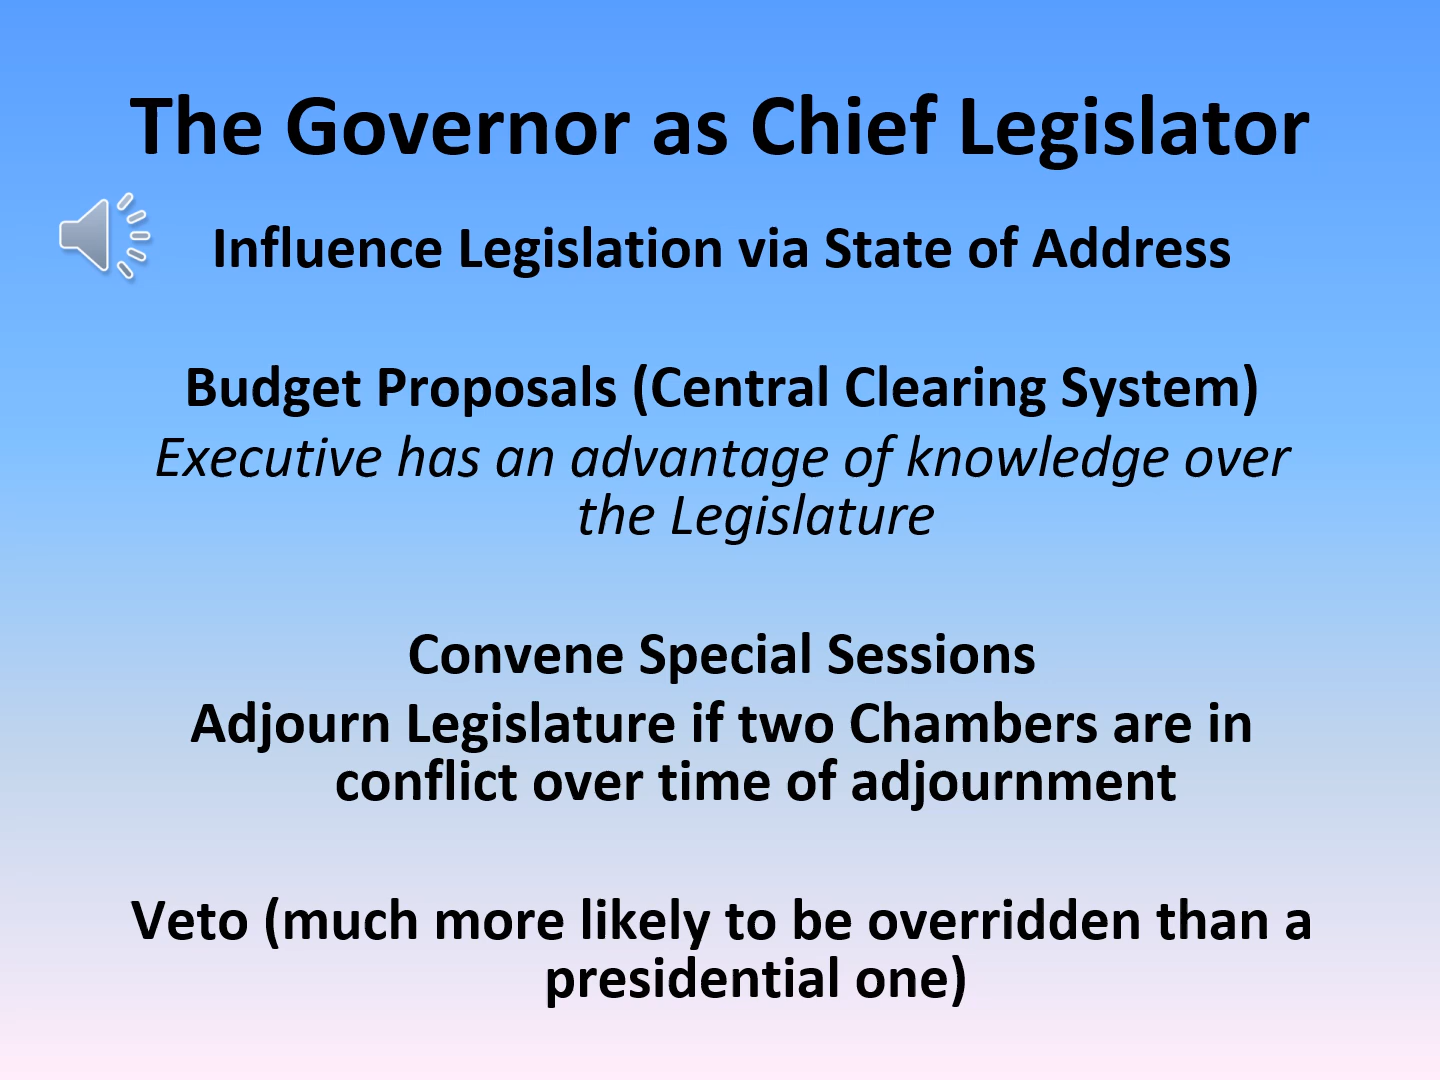 The Governor as Chief Legislator
Influence Legislation via State of Address
Budget Proposals (Central Clearing System)
Executive has an advantage of knowledge over
the Legislature
Convene Special Sessions
Adjourn Legislature if two Chambers are in
conflict over time of adjournment
Veto (much more likely to be overridden than a
presidential one)